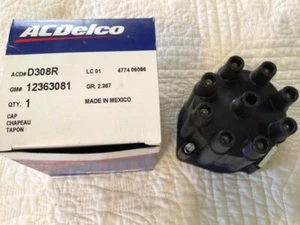 ACDelco
ACD# D308R
LC 01 4774 06086
GM# 12363081
GR. 2.367
QTY. 1
MADE IN MEXICO
CAP
CHAPEAU
TAPÓN